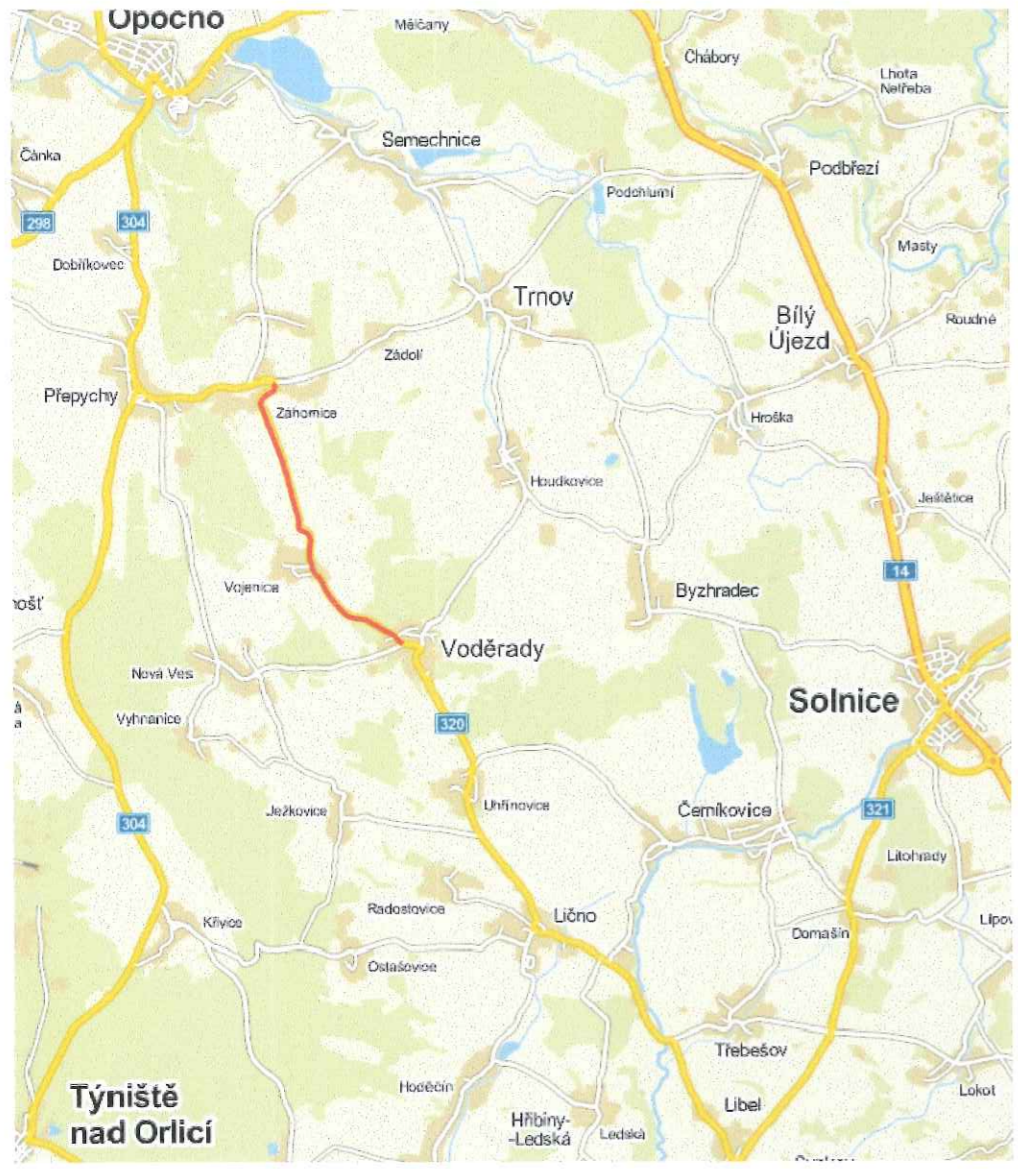 Opočno
Mělčany
Chábory
Lhota
Netřeba
Čánka
Semechnice
Podbřezí
Podchlumí
298
304
Masty
Dobříkovec
Trnov
Bílý
Újezd
Roudné
Zádolí
Přepychy
Záhornice
Hroška
Houdkovice
Ještětice
Vojenice
14
Byzhradec
Voděrady
Nová Ves
Solnice
Vyhnanice
320
Ježkovice
Uhřínovice
Černíkovice
321
304
Litohrady
Radostovice
Lično
Křivice
Domašín
Ostašovice
Třebešov
Hoděčín
Týniště
nad Orlicí
Libel
Lokot
Hřibiny-
-Ledská
Ledská